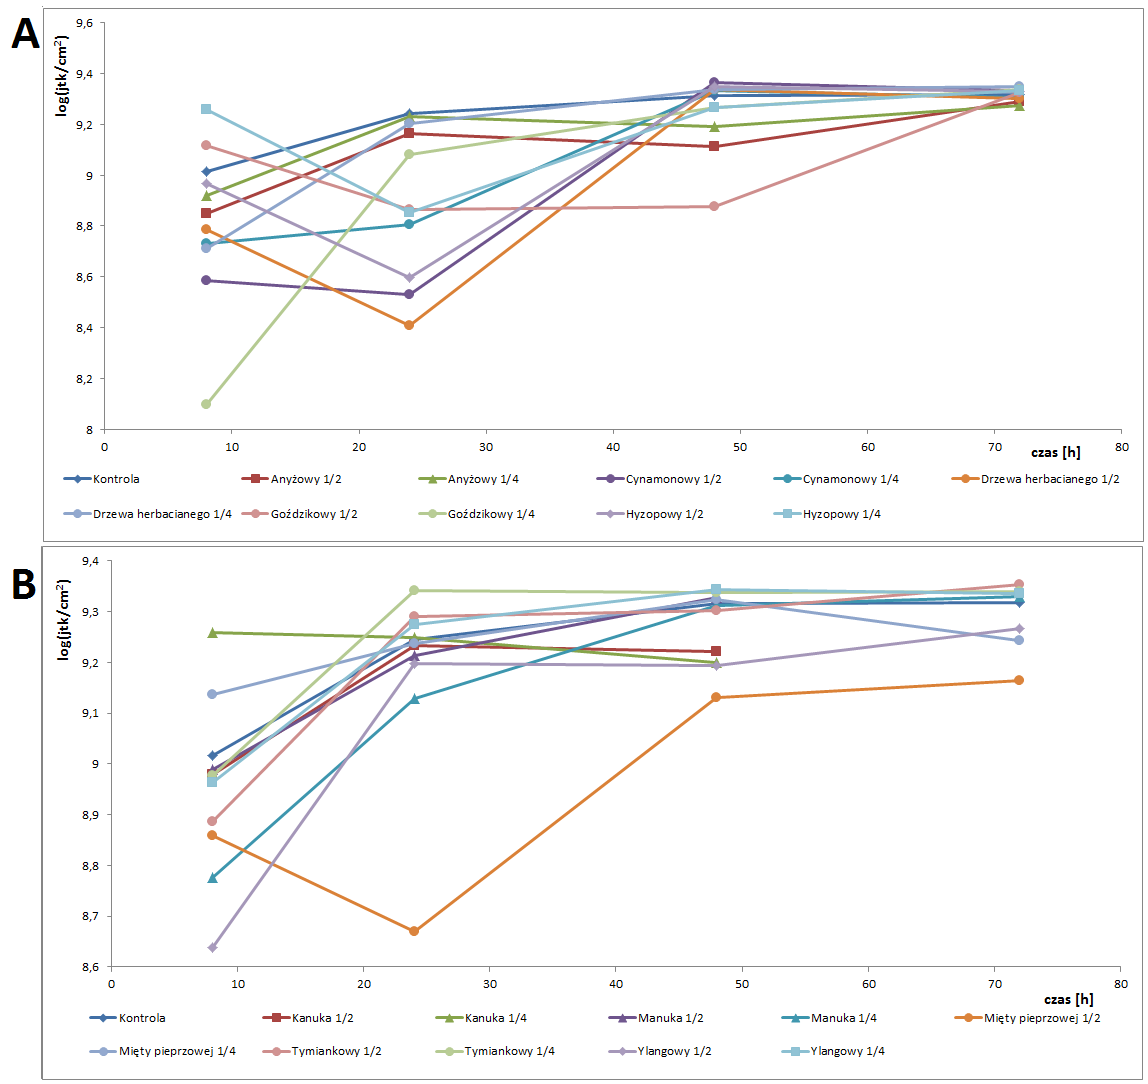 A
log(jtk/cm²)
9,6
9,4
9,2
9
8,8
8,6
8,4
8,2
8
0 10 20 30 40 50 60 70 80
czas [h]
Kontrola Anyżowy 1/2 Anyżowy 1/4 Cynamonowy 1/2 Cynamonowy 1/4 Drzewa herbacianego 1/2
Drzewa herbacianego 1/4 Goździkowy 1/2 Goździkowy 1/4 Hyzopowy 1/2 Hyzopowy 1/4
B
log(jtk/cm²)
9,4
9,3
9,2
9,1
9
8,9
8,8
8,7
8,6
0 10 20 30 40 50 60 70 80
czas [h]
Kontrola Kanuka 1/2 Kanuka 1/4 Manuka 1/2 Manuka 1/4 Mięty pieprzowej 1/2
Mięty pieprzowej 1/4 Tymiankowy 1/2 Tymiankowy 1/4 Ylangowy 1/2 Ylangowy 1/4